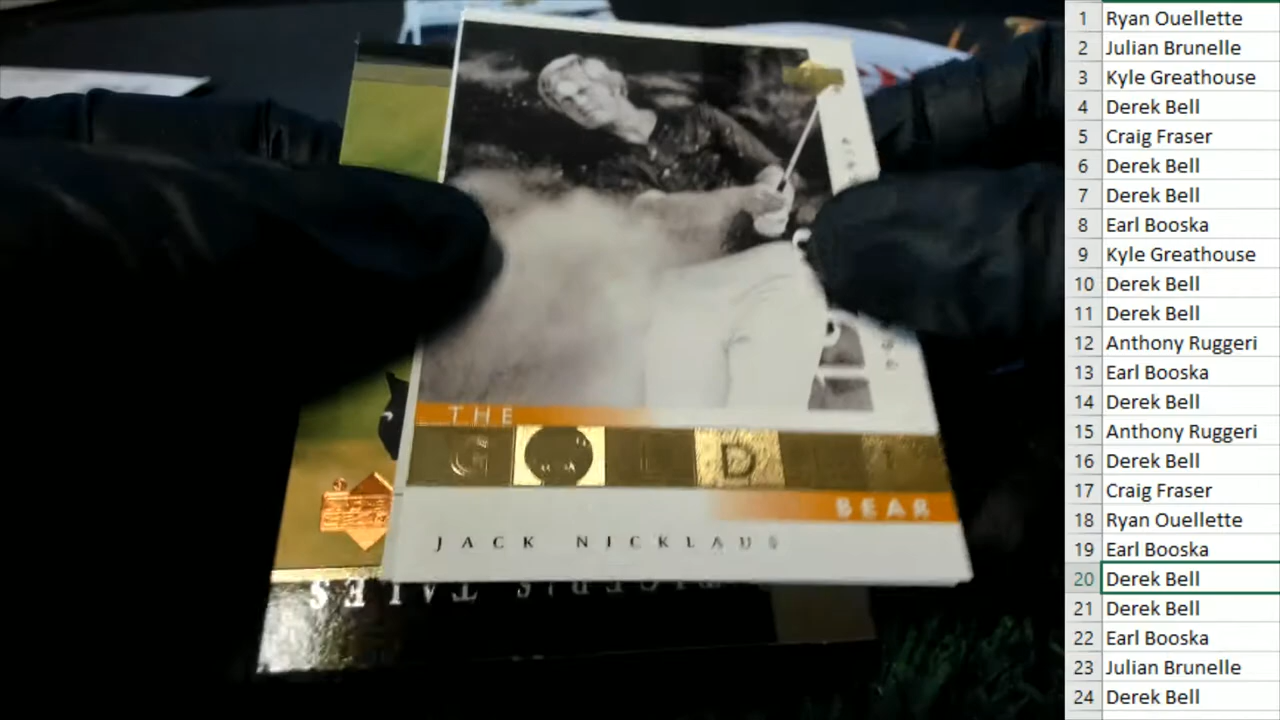 THE
GOLDEN
BEAR
JACK NICKLAUS
TIGER'S TALES
1 Ryan Ouellette
2 Julian Brunelle
3 Kyle Greathouse
4 Derek Bell
5 Craig Fraser
6 Derek Bell
7 Derek Bell
8 Earl Booska
9 Kyle Greathouse
10 Derek Bell
11 Derek Bell
12 Anthony Ruggeri
13 Earl Booska
14 Derek Bell
15 Anthony Ruggeri
16 Derek Bell
17 Craig Fraser
18 Ryan Ouellette
19 Earl Booska
20 Derek Bell
21 Derek Bell
22 Earl Booska
23 Julian Brunelle
24 Derek Bell